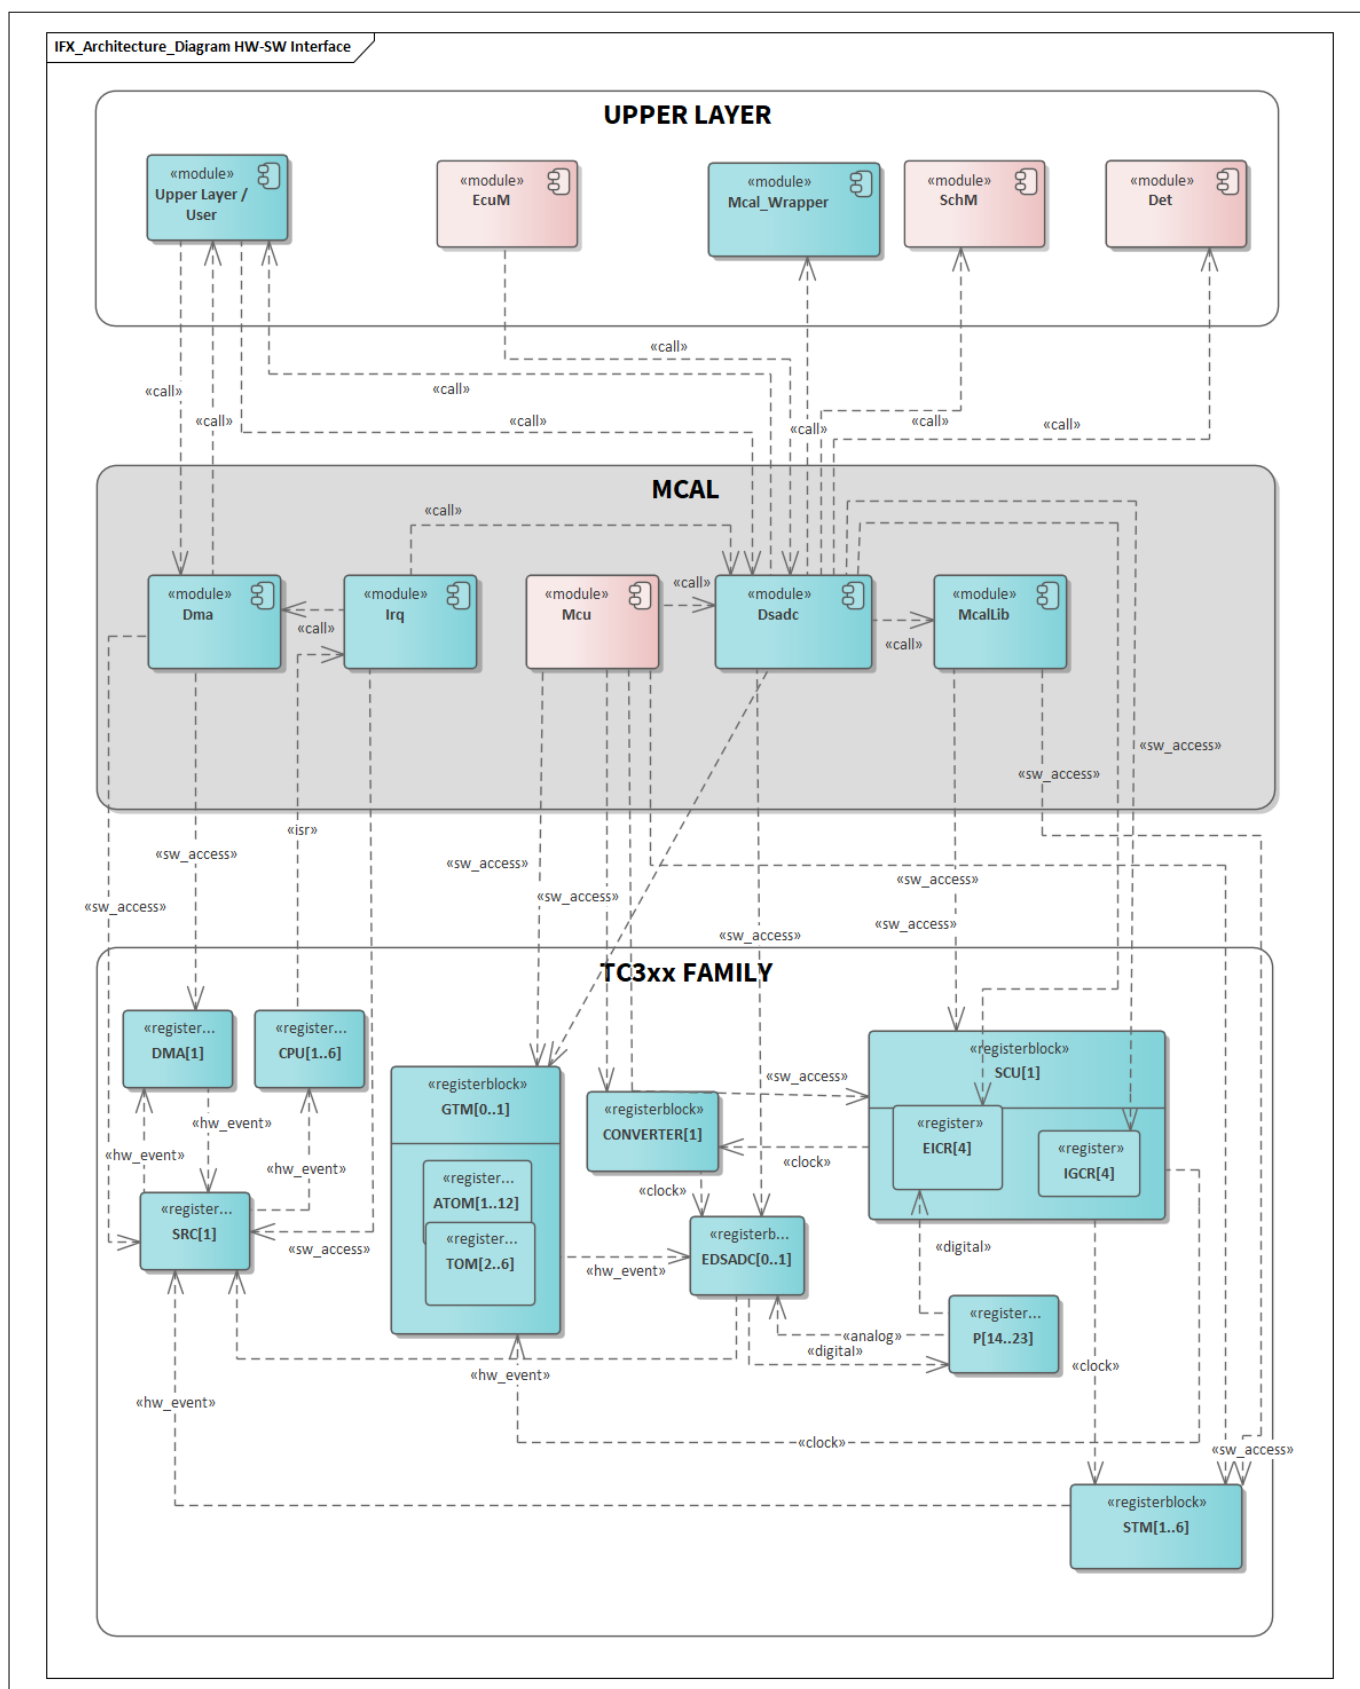 IFX_Architecture_Diagram HW-SW Interface
UPPER LAYER
«module»
Upper Layer /
User
«module»
EcuM
«module»
Mcal_Wrapper
«module»
SchM
«module»
Det
«call»
«call»
«call»
«call»
«call»
«call»
«call»
«call»
MCAL
«call»
«module»
Dma
«call»
«module»
Irq
«module»
Mcu
«call»
«module»
Dsadc
«call»
«module»
McalLib
«sw_access»
«sw_access»
«isr»
«sw_access»
«sw_access»
«sw_access»
«sw_access»
«sw_access»
«sw_access»
«sw_access»
TC3xx FAMILY
«register...
DMA[1]
«register...
CPU[1..6]
«registerblock»
GTM[0..1]
«register...
ATOM[1..12]
«register...
TOM[2..6]
«registerblock»
CONVERTER[1]
«sw_access»
«registerblock»
SCU[1]
«register»
EICR[4]
«register»
IGCR[4]
«hw_event»
«hw_event»
«hw_event»
«clock»
«clock»
«register...
SRC[1]
«sw_access»
«registerb...
EDSADC[0..1]
«hw_event»
«digital»
«register...
P[14..23]
«analog»
«digital»
«hw_event»
«clock»
«hw_event»
«clock»
«sw_access»
«registerblock»
STM[1..6]